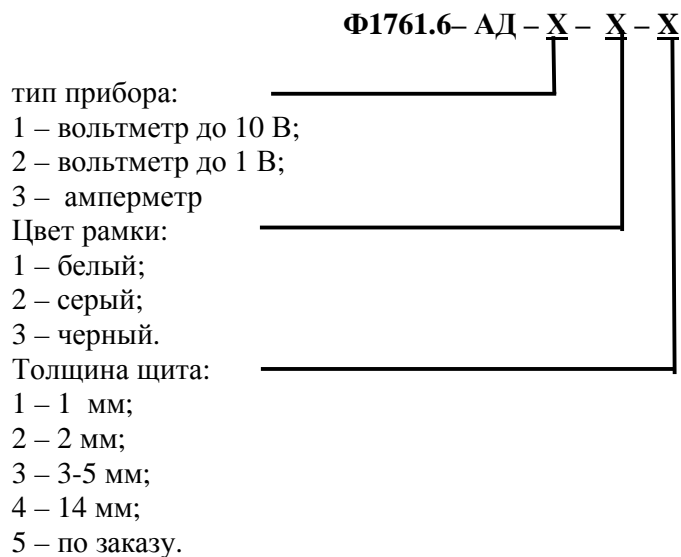 Ф1761.6– АД – Х – Х – Х
тип прибора:
1 – вольтметр до 10 В;
2 – вольтметр до 1 В;
3 – амперметр
Цвет рамки:
1 – белый;
2 – серый;
3 – черный.
Толщина щита:
1 – 1 мм;
2 – 2 мм;
3 – 3-5 мм;
4 – 14 мм;
5 – по заказу.